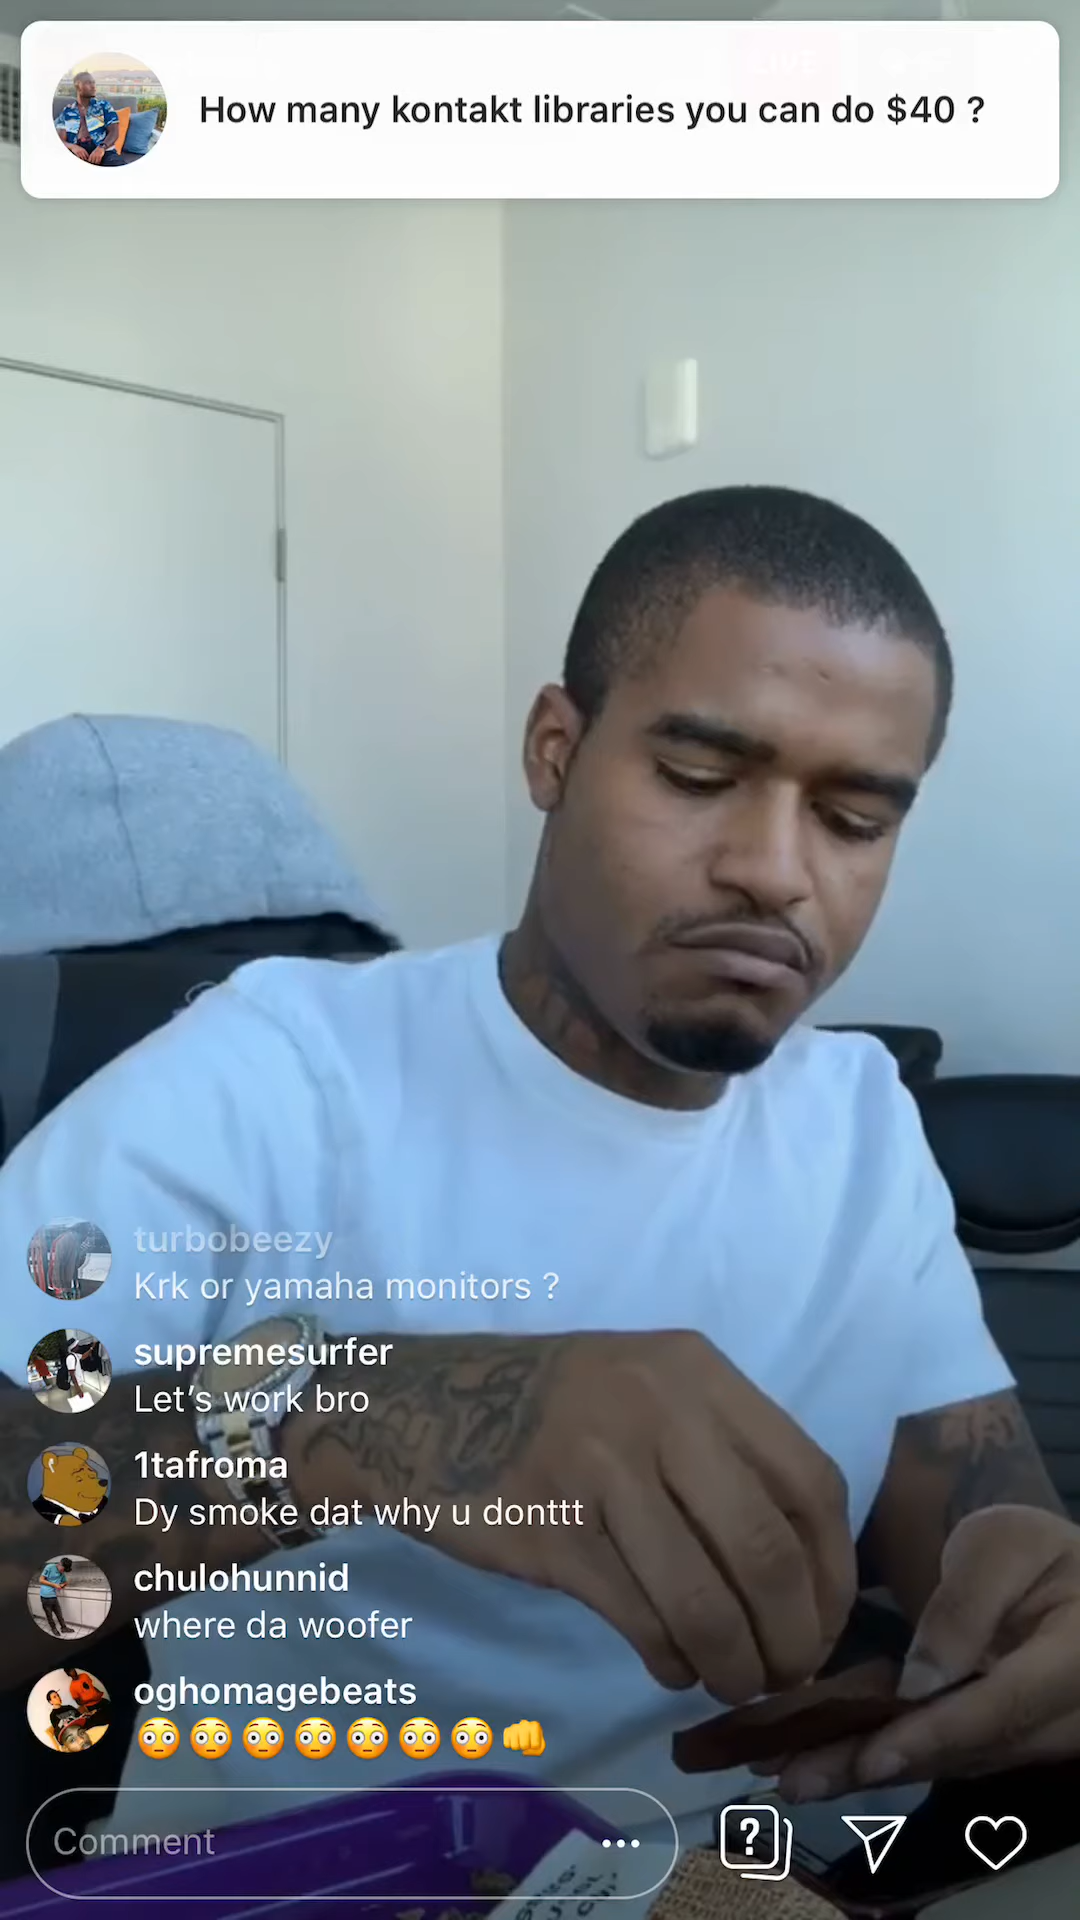 How many kontakt libraries you can do $40 ?
turbobeezy
Krk or yamaha monitors ?
supremesurfer
Let's work bro
1tafroma
Dy smoke dat why u donttt
chulohunnid
where da woofer
oghomagebeats
😳😳😳😳😳😳😳👊
Comment